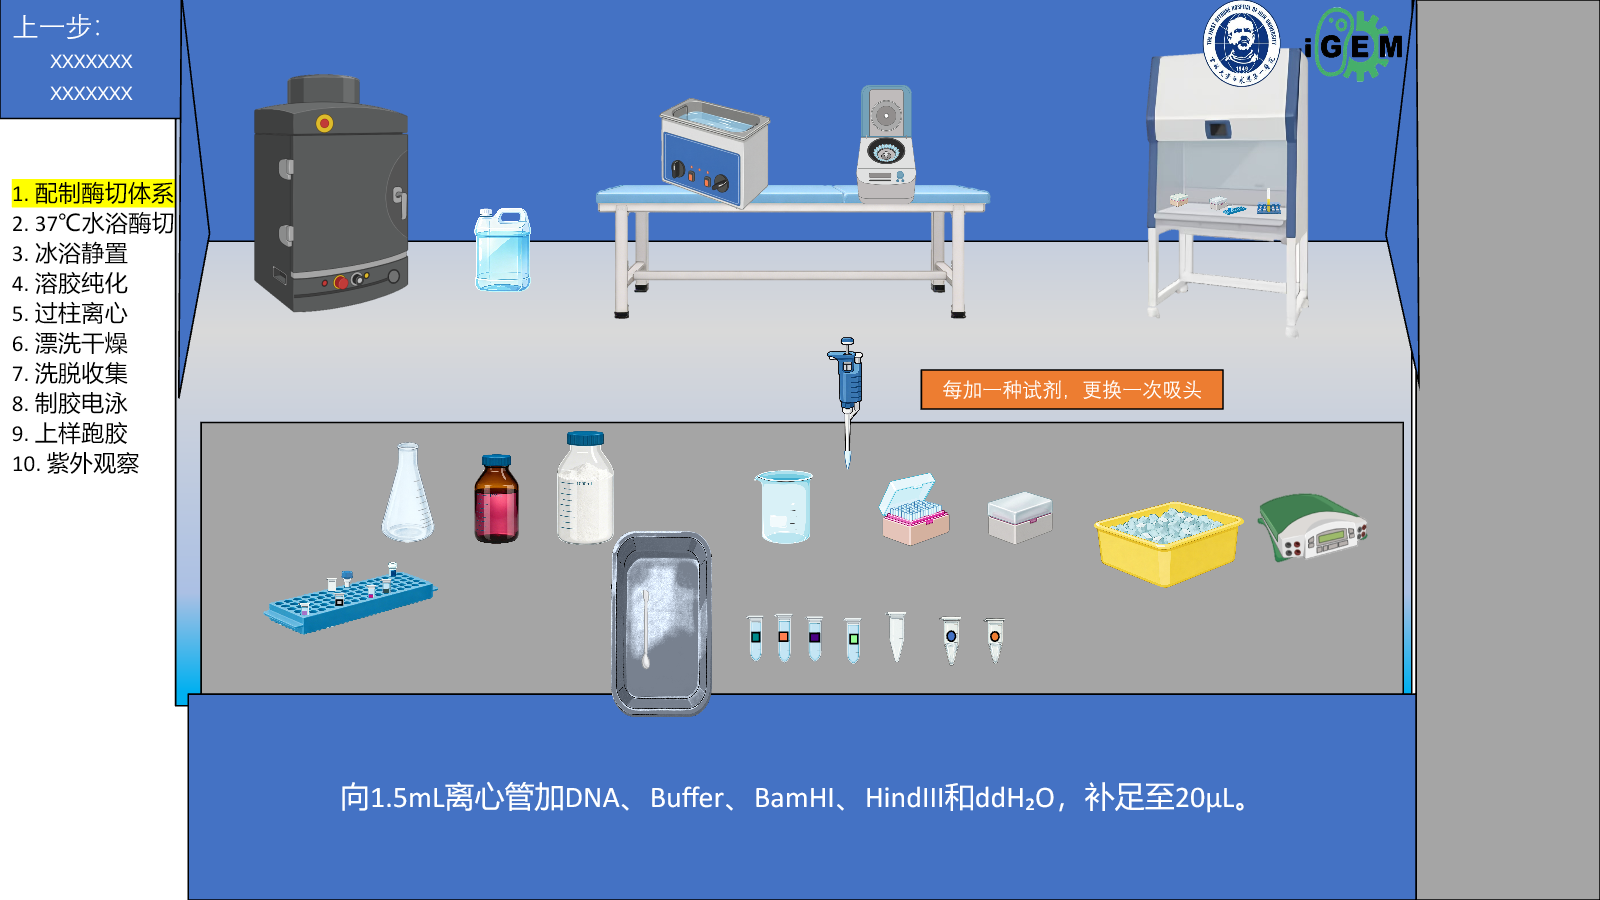 上一步：
XXXXXXX
XXXXXXX
1. 配制酶切体系
2. 37℃水浴酶切
3. 冰浴静置
4. 溶胶纯化
5. 过柱离心
6. 漂洗干燥
7. 洗脱收集
8. 制胶电泳
9. 上样跑胶
10. 紫外观察
iGEM
1949
每加一种试剂，更换一次吸头
向1.5mL离心管加DNA、Buffer、BamHI、HindIII和ddH₂O，补足至20μL。